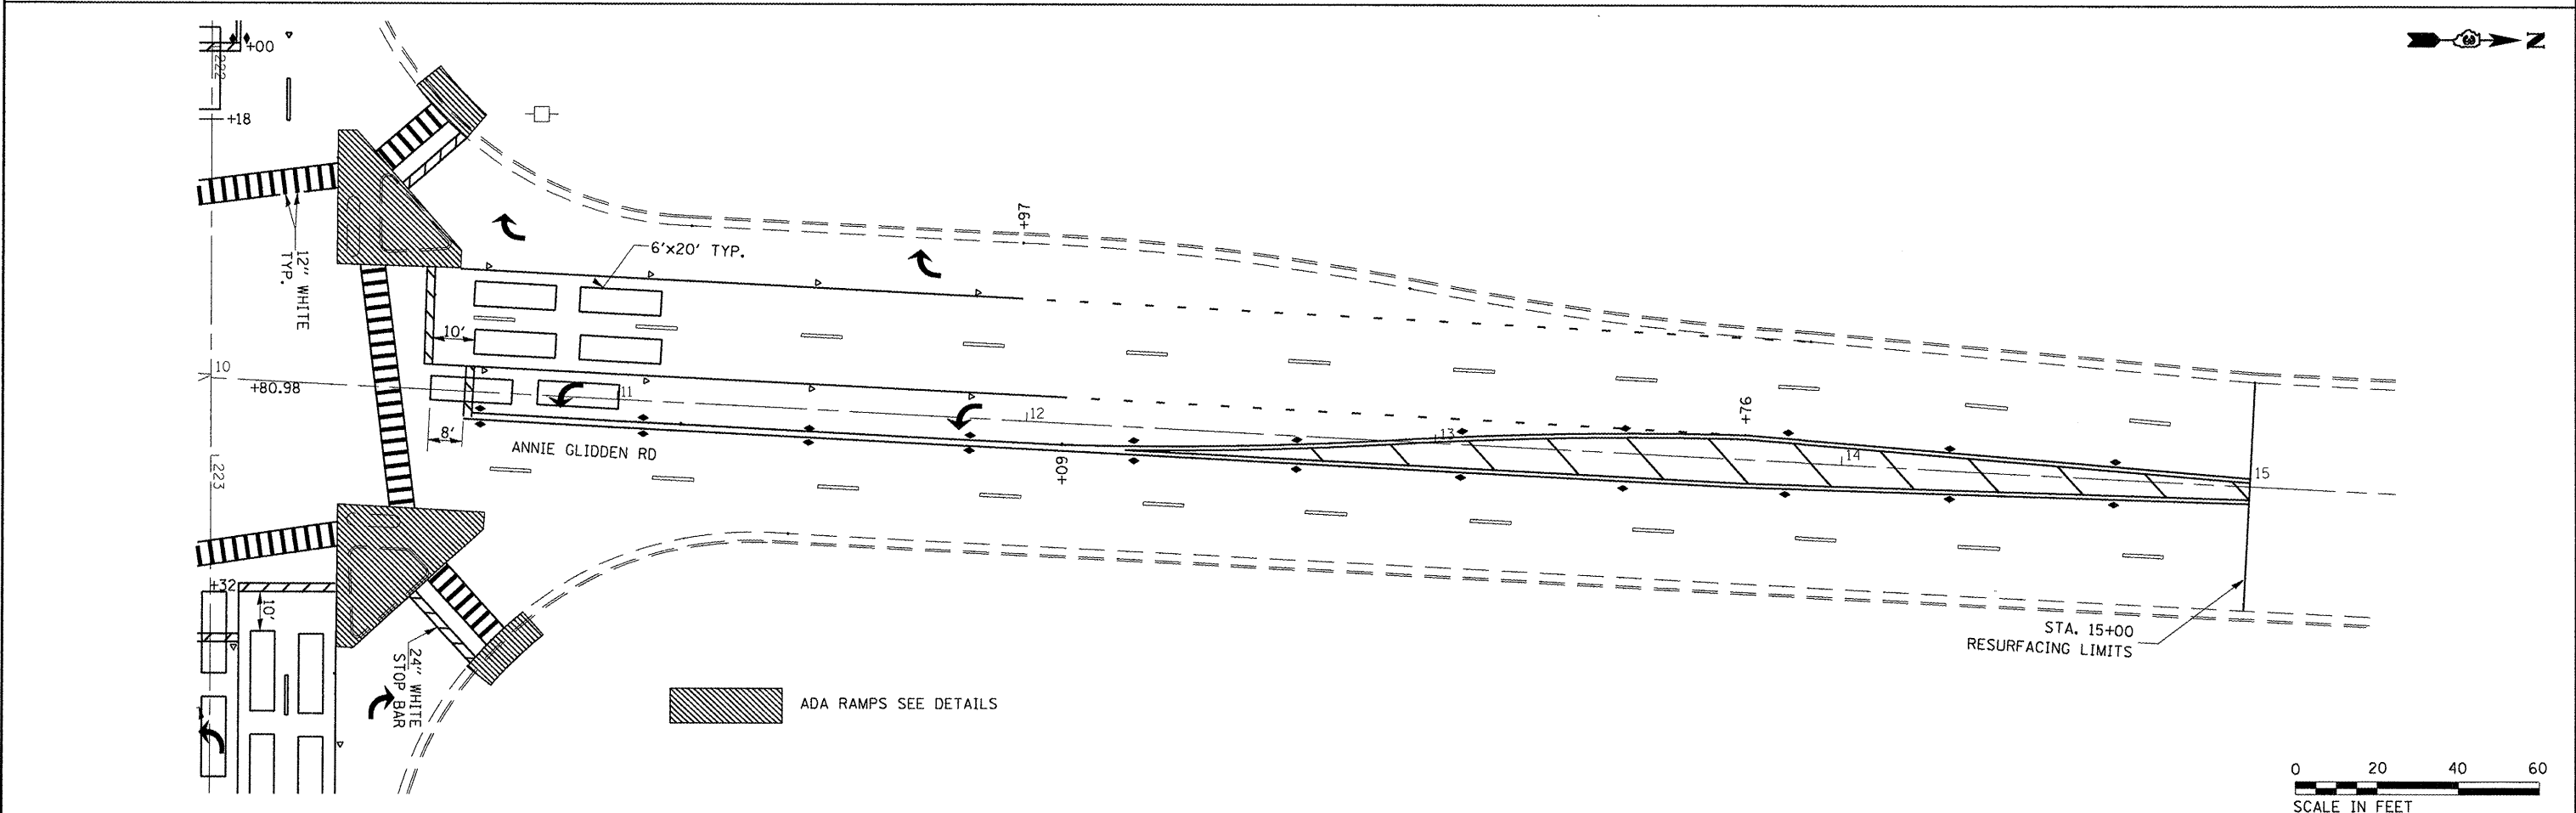 +00
222
+18
N
+97
6'x20' TYP.
12" WHITE
TYP.
10'
10
+80.98
11
12
13
+76
14
15
8'
ANNIE GLIDDEN RD
+09
223
+32
10'
24" WHITE
STOP BAR
STA. 15+00
RESURFACING LIMITS
ADA RAMPS SEE DETAILS
0 20 40 60
SCALE IN FEET